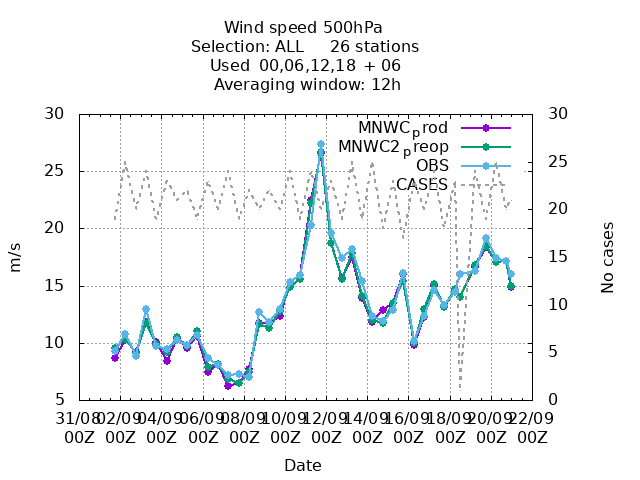 Wind speed 500hPa
Selection: ALL 26 stations
Used 00,06,12,18 + 06
Averaging window: 12h
30
25
20
15
10
5
m/s
30
25
20
15
10
5
0
No cases
MNWCprod
MNWC2preop
OBS
CASES
31/08 02/09 04/09 06/09 08/09 10/09 12/09 14/09 16/09 18/09 20/09 22/09
00Z 00Z 00Z 00Z 00Z 00Z 00Z 00Z 00Z 00Z 00Z 00Z
Date